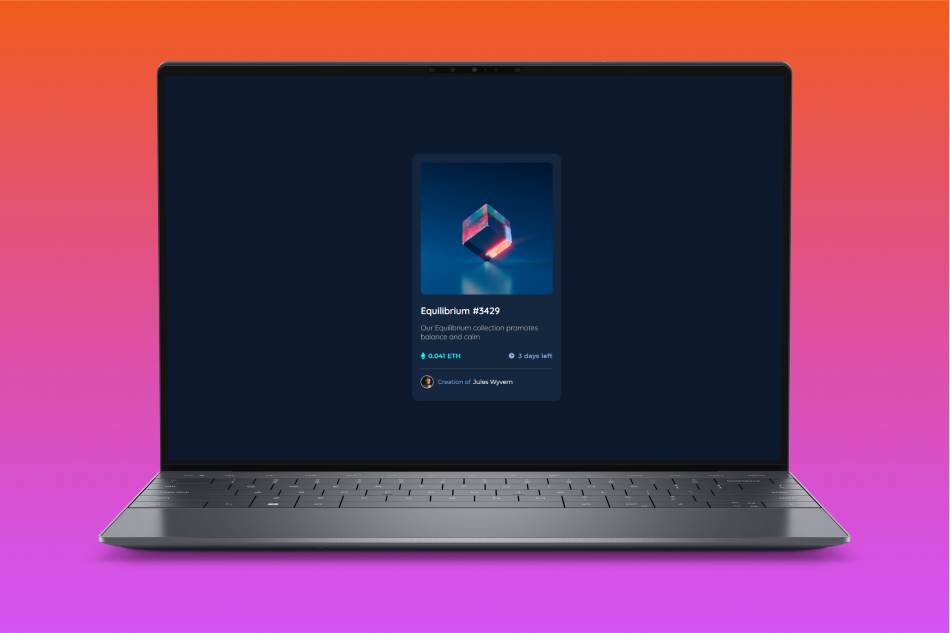 Equilibrium #3429
Our Equilibrium collection promotes
balance and calm
0.041 ETH
3 days left
Creation of Jules Wyvern